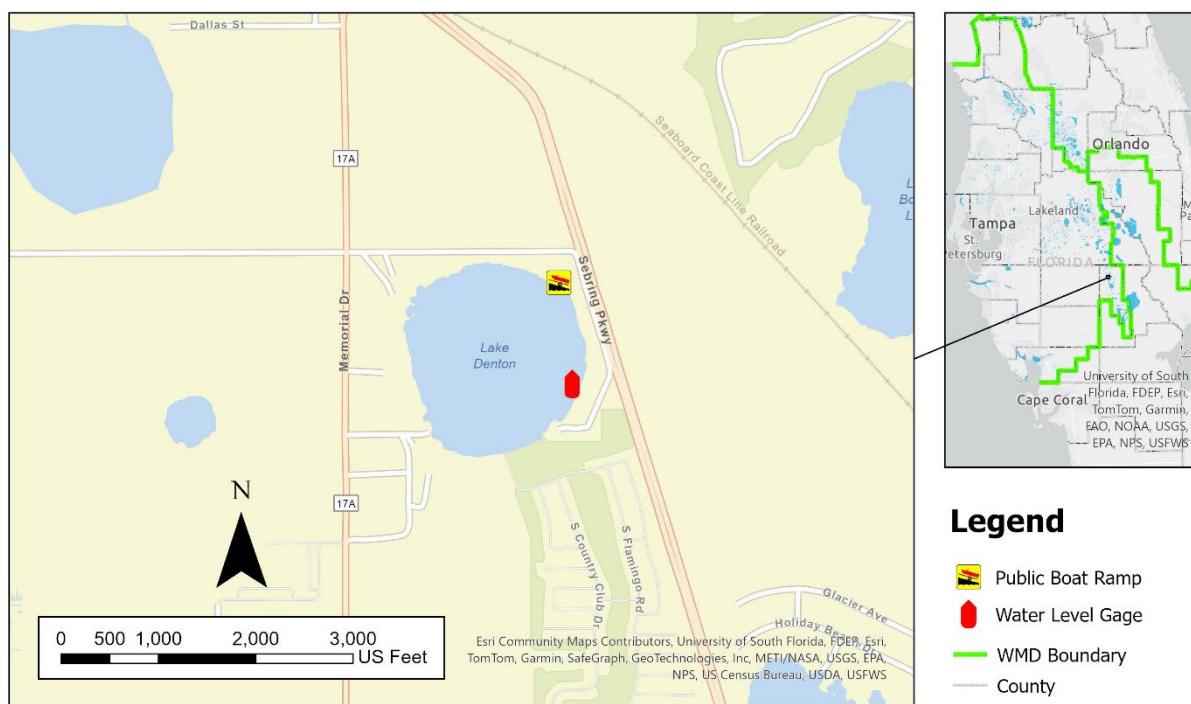 Dallas St
17A
Seaboard Coast Line Railroad
Sebring Pkwy
Memorial Dr
Lake
Denton
17A
N
S Country Club Dr
S Flamingo Rd
Glacier Ave
Holiday Beach Dr
0 500 1,000 2,000 3,000
US Feet
Esri Community Maps Contributors, University of South Florida, FDEP, Esri,
TomTom, Garmin, SafeGraph, GeoTechnologies, Inc, METI/NASA, USGS, EPA,
NPS, US Census Bureau, USDA, USFWS
Orlando
Lakeland
Tampa
St.
Petersburg
FLORIDA
Cape Coral
University of South
Florida, FDEP, Esri,
TomTom, Garmin,
FAO, NOAA, USGS,
EPA, NPS, USFWS
Legend
Public Boat Ramp
Water Level Gage
WMD Boundary
County